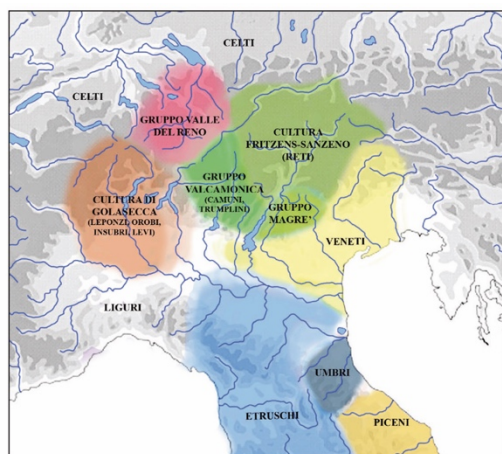 CELTI
CELTI
GRUPPO VALLE
DEL RENO
CULTURA
FRITZENS-SANZENO
(RETI)
GRUPPO
VALCAMONICA
(CAMUNI,
TRUMPLINI)
CULTURA DI
GOLASECCA
(LEPONZI, OROBI,
INSUBRI, LEVI)
GRUPPO
MAGRE'
VENETI
LIGURI
UMBRI
ETRUSCHI
PICENI